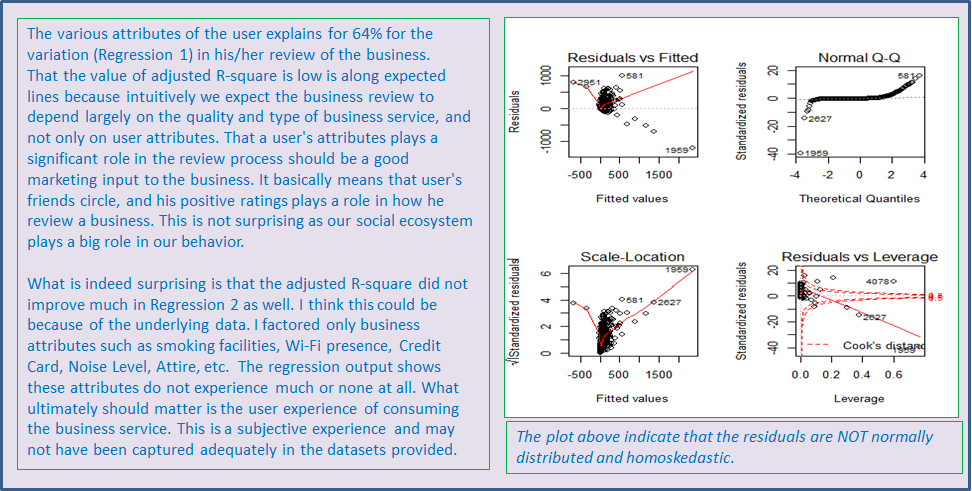 The various attributes of the user explains for 64% for the
variation (Regression 1) in his/her review of the business.
That the value of adjusted R-square is low is along expected
lines because intuitively we expect the business review to
depend largely on the quality and type of business service, and
not only on user attributes. That a user's attributes plays a
significant role in the review process should be a good
marketing input to the business. It basically means that user's
friends circle, and his positive ratings plays a role in how he
review a business. This is not surprising as our social ecosystem
plays a big role in our behavior.
What is indeed surprising is that the adjusted R-square did not
improve much in Regression 2 as well. I think this could be
because of the underlying data. I factored only business
attributes such as smoking facilities, Wi-Fi presence, Credit
Card, Noise Level, Attire, etc.  The regression output shows
these attributes do not experience much or none at all. What
ultimately should matter is the user experience of consuming
the business service. This is a subjective experience and may
not have been captured adequately in the datasets provided.
Residuals vs Fitted
Residuals
-1000 0 1000
2951
581
1959
-500 500 1500
Fitted values
Normal Q-Q
Standardized residuals
-40 -20 0 20
581
2627
1959
-4 -2 0 2 4
Theoretical Quantiles
Scale-Location
√|Standardized residuals|
0 2 4 6
1959
581
2627
-500 500 1500
Fitted values
Residuals vs Leverage
Standardized residuals
-40 -20 0 20
4078
2627
1959
0.5
Cook's distanc
0.0 0.2 0.4 0.6
Leverage
The plot above indicate that the residuals are NOT normally
distributed and homoskedastic.